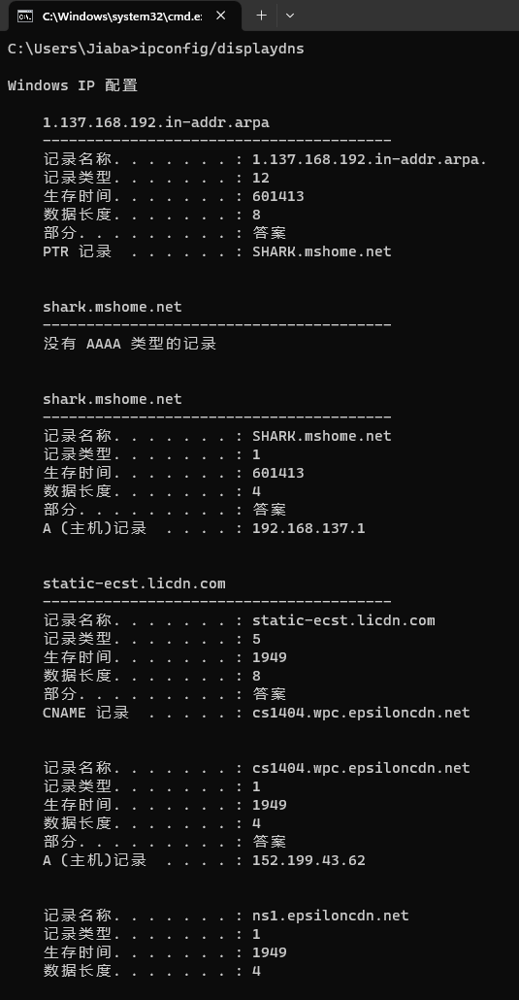 C:\Windows\system32\cmd.e
C:\Users\Jiaba>ipconfig/displaydns
Windows IP 配置
1.137.168.192.in-addr.arpa
----------------------------------------
记录名称. . . . . . . : 1.137.168.192.in-addr.arpa.
记录类型. . . . . . . : 12
生存时间. . . . . . . : 601413
数据长度. . . . . . . : 8
部分. . . . . . . . . : 答案
PTR 记录  . . . . . . : SHARK.mshome.net
shark.mshome.net
----------------------------------------
没有 AAAA 类型的记录
shark.mshome.net
----------------------------------------
记录名称. . . . . . . : SHARK.mshome.net
记录类型. . . . . . . : 1
生存时间. . . . . . . : 601413
数据长度. . . . . . . : 4
部分. . . . . . . . . : 答案
A (主机)记录  . . . . : 192.168.137.1
static-ecst.licdn.com
----------------------------------------
记录名称. . . . . . . : static-ecst.licdn.com
记录类型. . . . . . . : 5
生存时间. . . . . . . : 1949
数据长度. . . . . . . : 8
部分. . . . . . . . . : 答案
CNAME 记录  . . . . . : cs1404.wpc.epsiloncdn.net
记录名称. . . . . . . : cs1404.wpc.epsiloncdn.net
记录类型. . . . . . . : 1
生存时间. . . . . . . : 1949
数据长度. . . . . . . : 4
部分. . . . . . . . . : 答案
A (主机)记录  . . . . : 152.199.43.62
记录名称. . . . . . . : ns1.epsiloncdn.net
记录类型. . . . . . . : 1
生存时间. . . . . . . : 1949
数据长度. . . . . . . : 4